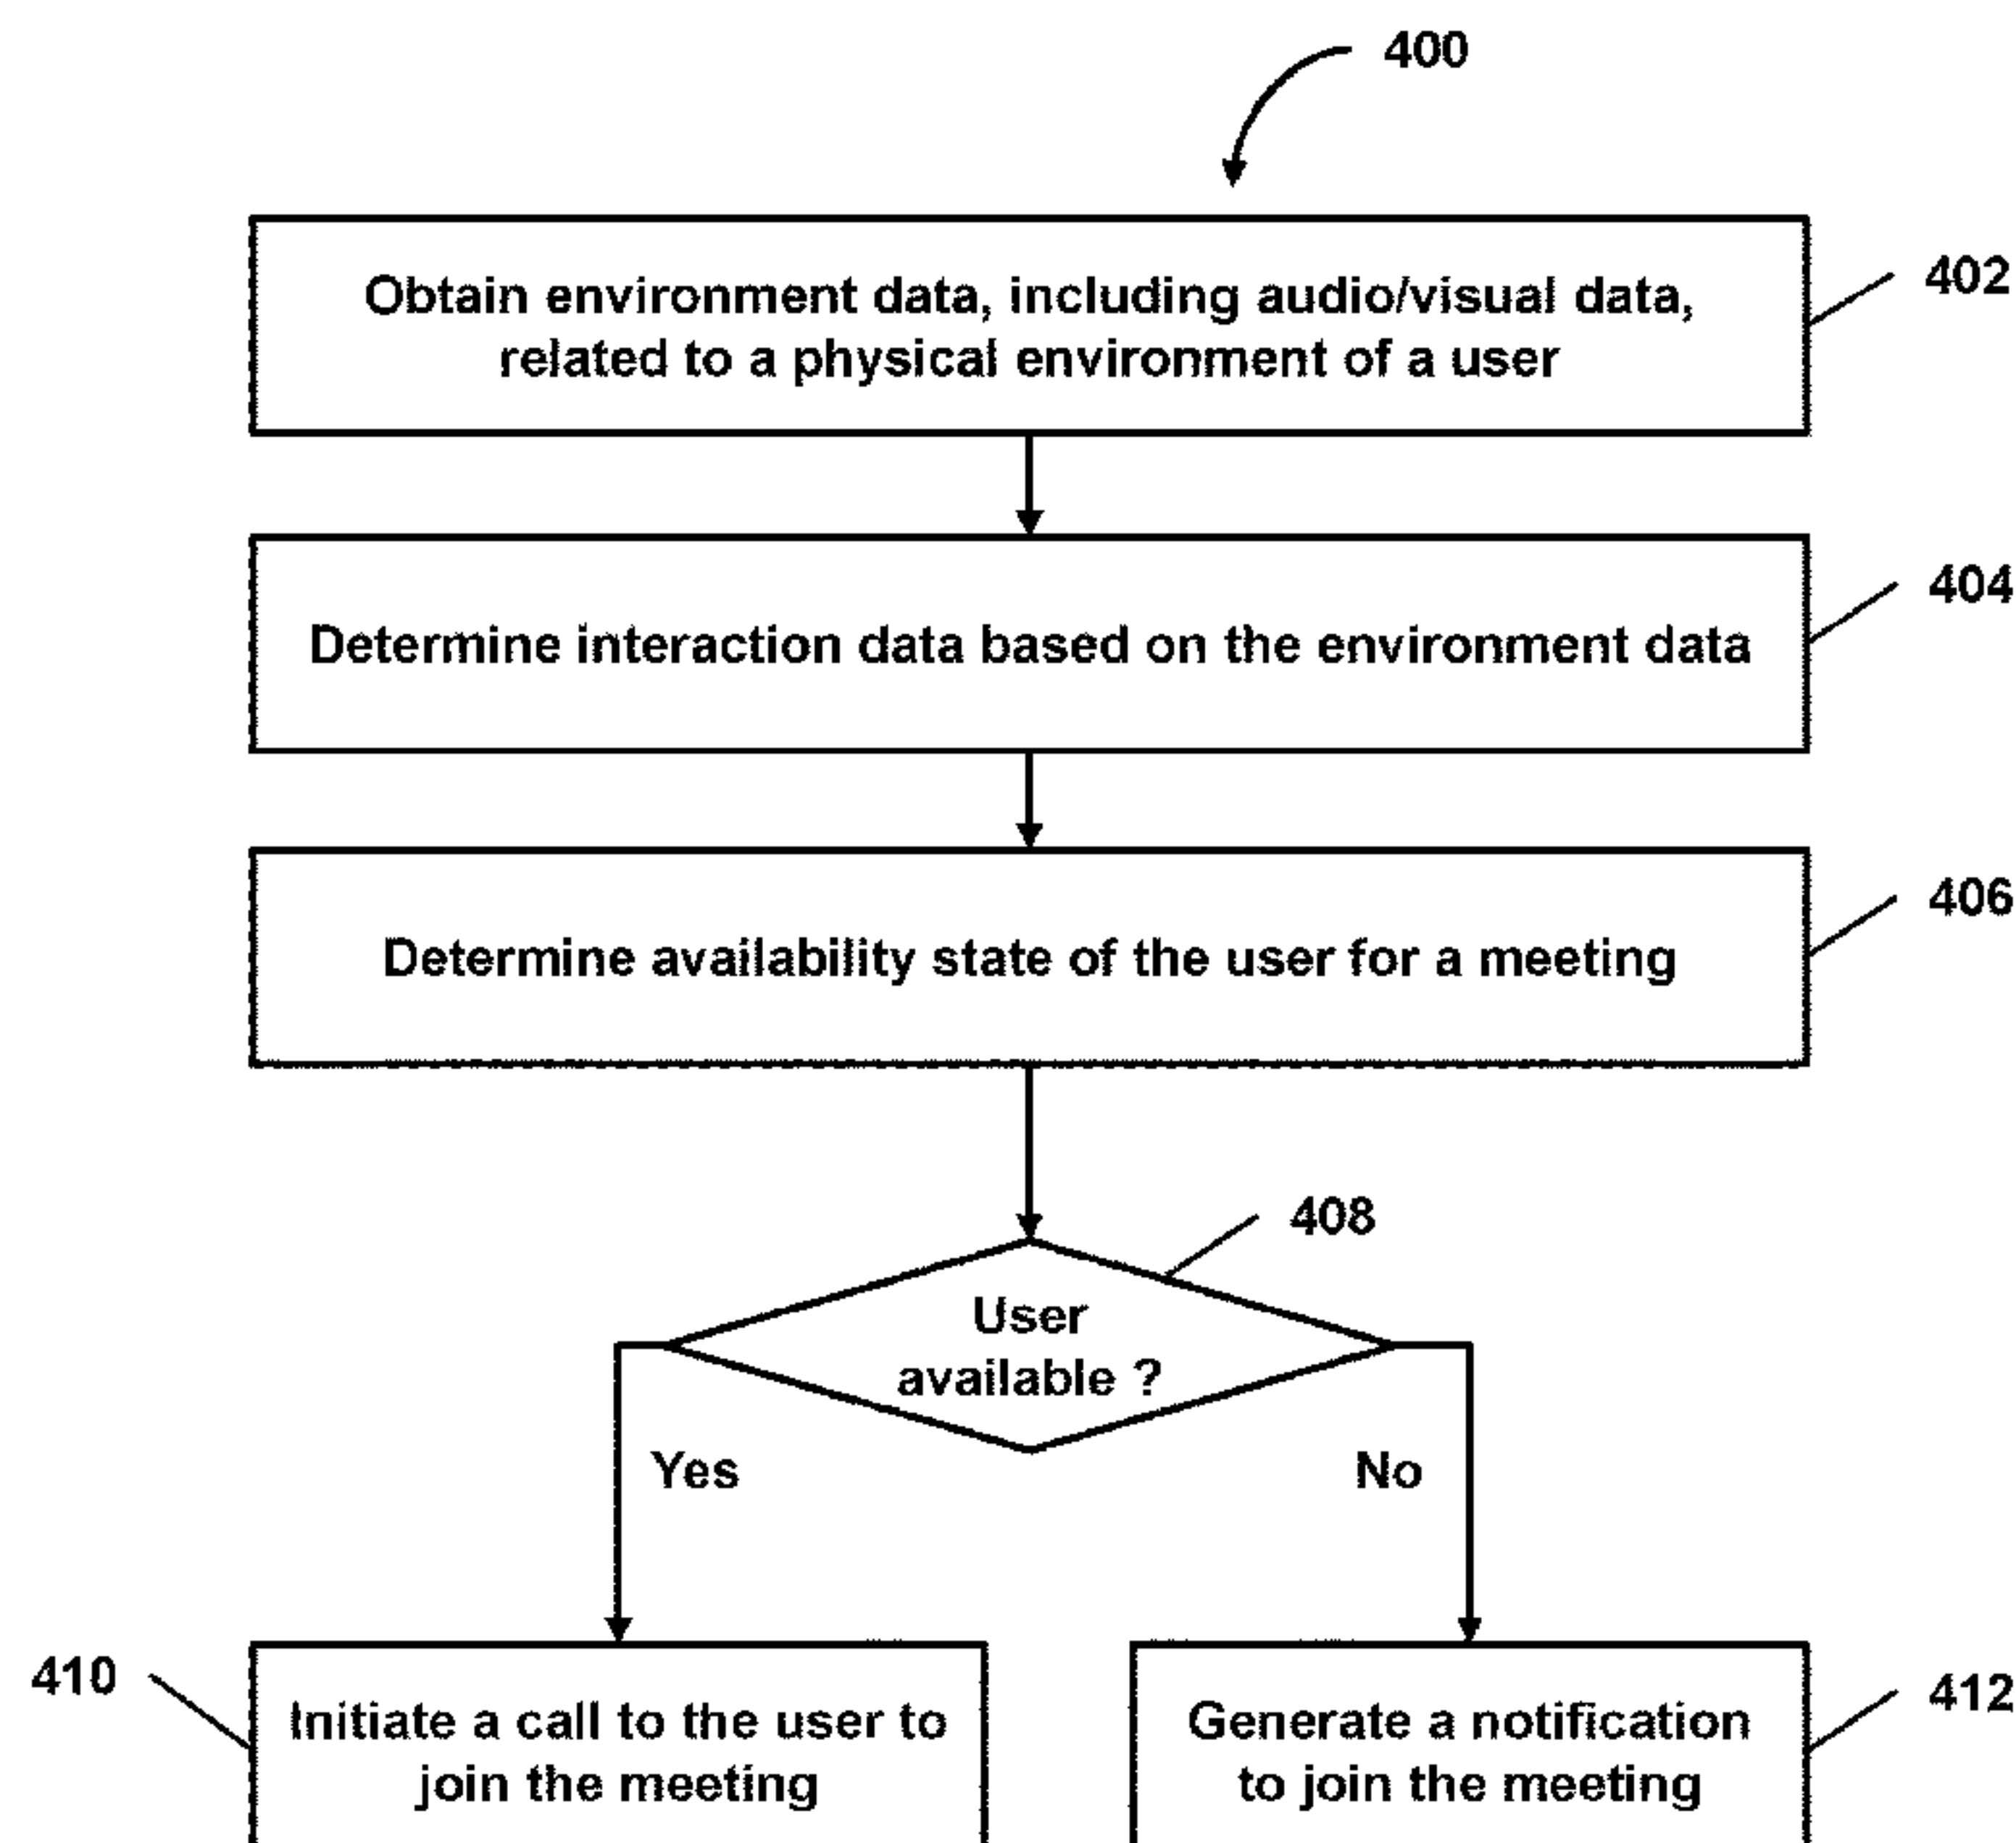 400
Obtain environment data, including audio/visual data,
related to a physical environment of a user
402
Determine interaction data based on the environment data
404
Determine availability state of the user for a meeting
406
408
User
available ?
Yes
No
410
Initiate a call to the user to
join the meeting
Generate a notification
to join the meeting
412